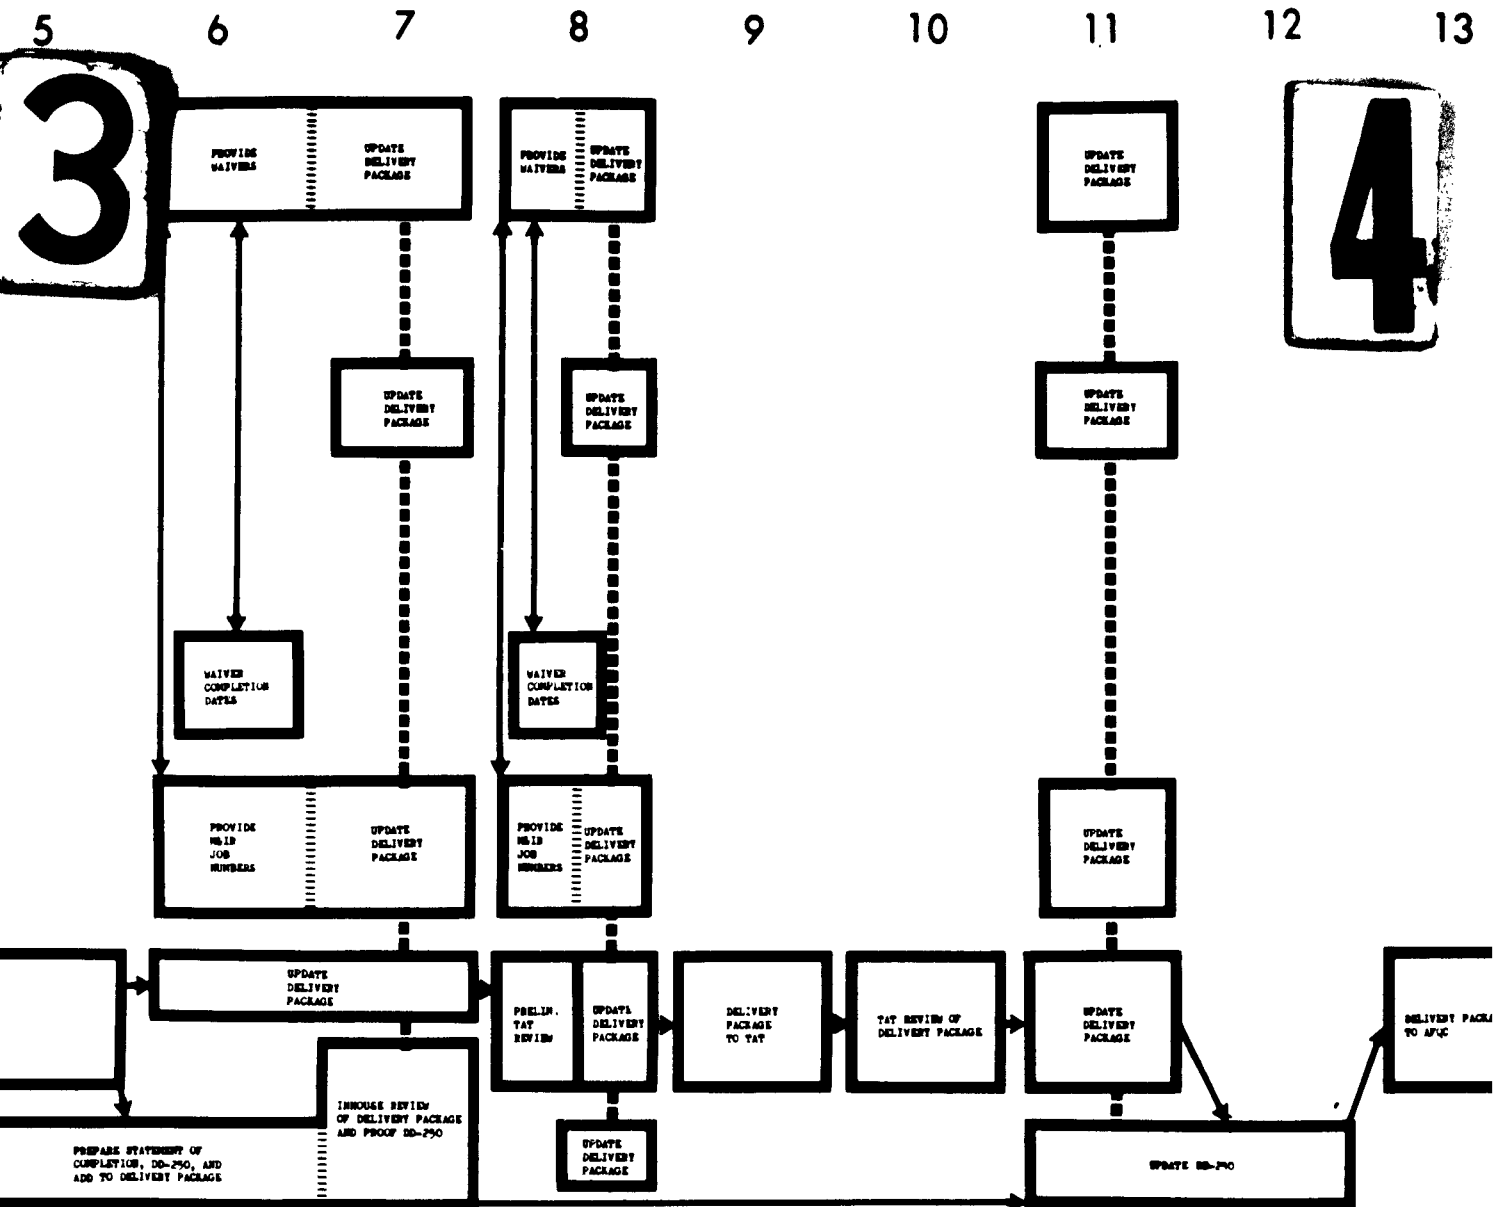 5 6 7 8 9 10 11 12 13
3
4
PROVIDE
WAIVERS
UPDATE
DELIVERY
PACKAGE
PROVIDE
WAIVERS
UPDATE
DELIVERY
PACKAGE
UPDATE
DELIVERY
PACKAGE
UPDATE
DELIVERY
PACKAGE
UPDATE
DELIVERY
PACKAGE
UPDATE
DELIVERY
PACKAGE
WAIVER
COMPLETION
DATES
WAIVER
COMPLETION
DATES
PROVIDE
JOB
NUMBERS
UPDATE
DELIVERY
PACKAGE
PROVIDE
JOB
NUMBERS
UPDATE
DELIVERY
PACKAGE
UPDATE
DELIVERY
PACKAGE
UPDATE
DELIVERY
PACKAGE
PRELIM.
TAT
REVIEW
UPDATE
DELIVERY
PACKAGE
DELIVERY
PACKAGE
TO TAT
TAT REVIEW OF
DELIVERY PACKAGE
UPDATE
DELIVERY
PACKAGE
DELIVERY PACKA
TO AFQC
INHOUSE REVIEW
OF DELIVERY PACKAGE
AND PROOF DD-250
PREPARE STATEMENT OF
COMPLETION, DD-250, AND
ADD TO DELIVERY PACKAGE
UPDATE
DELIVERY
PACKAGE
UPDATE DD-250